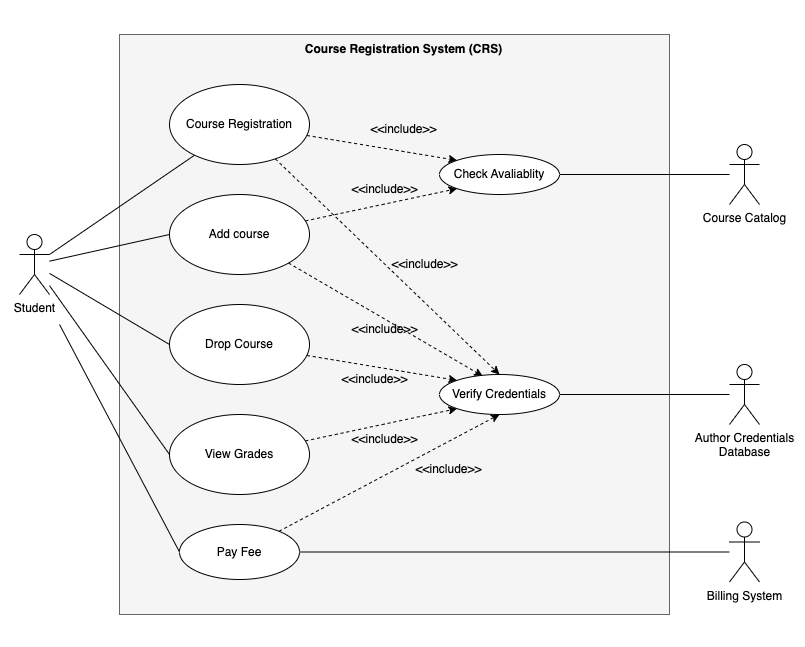 Course Registration System (CRS)
Course Registration
<<include>>
Check Avaliablity
<<include>>
Course Catalog
Add course
<<include>>
Student
<<include>>
Drop Course
<<include>>
Verify Credentials
Author Credentials
Database
<<include>>
View Grades
<<include>>
Pay Fee
Billing System